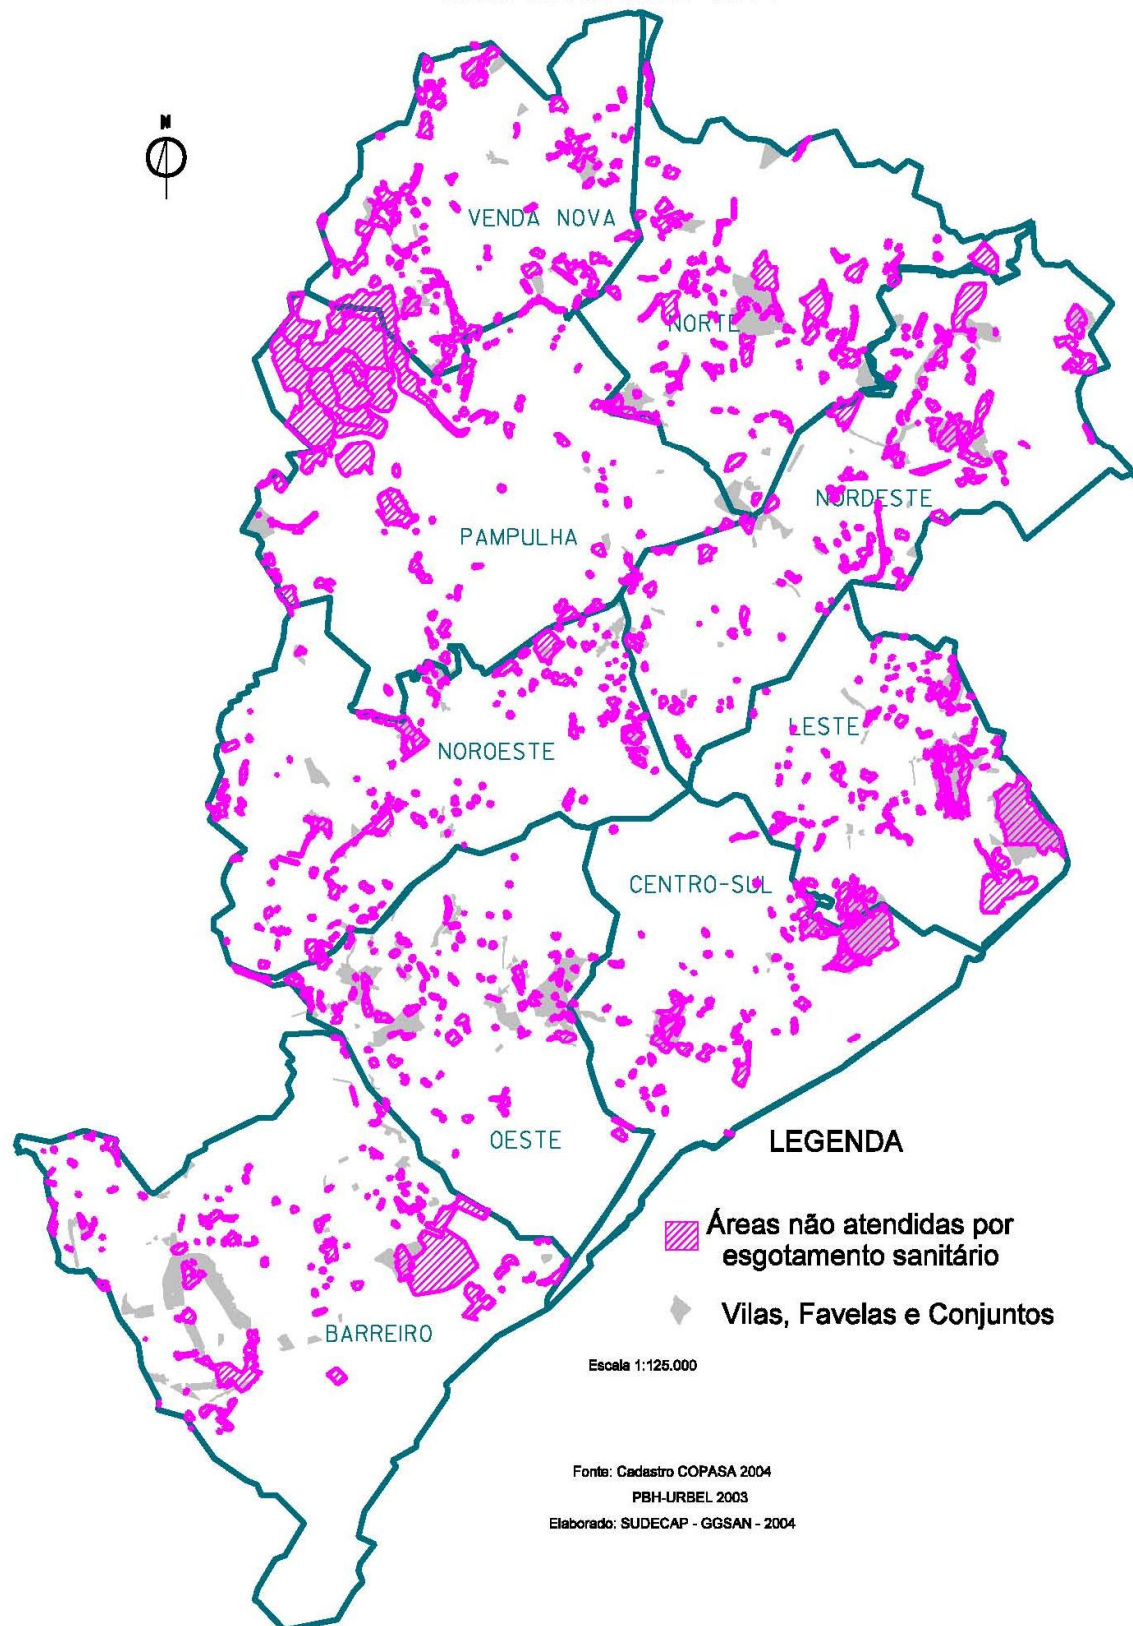 N
VENDA NOVA
NORTE
NORDESTE
PAMPULHA
LESTE
NOROESTE
CENTRO-SUL
OESTE
LEGENDA
Áreas não atendidas por
esgotamento sanitário
Vilas, Favelas e Conjuntos
BARREIRO
Escala 1:125.000
Fonte: Cadastro COPASA 2004
PBH-URBEL 2003
Elaborado: SUDECAP - GGSAN - 2004